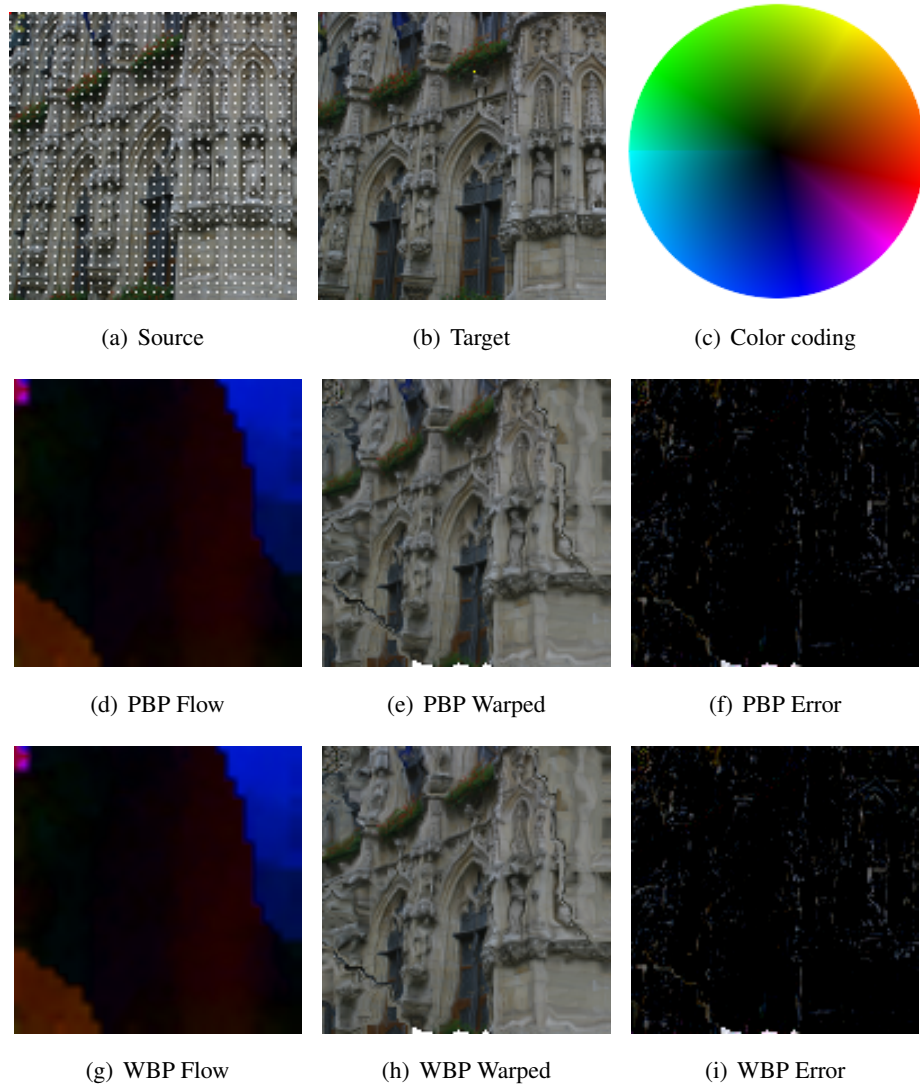 (a) Source
(b) Target
(c) Color coding
(d) PBP Flow
(e) PBP Warped
(f) PBP Error
(g) WBP Flow
(h) WBP Warped
(i) WBP Error